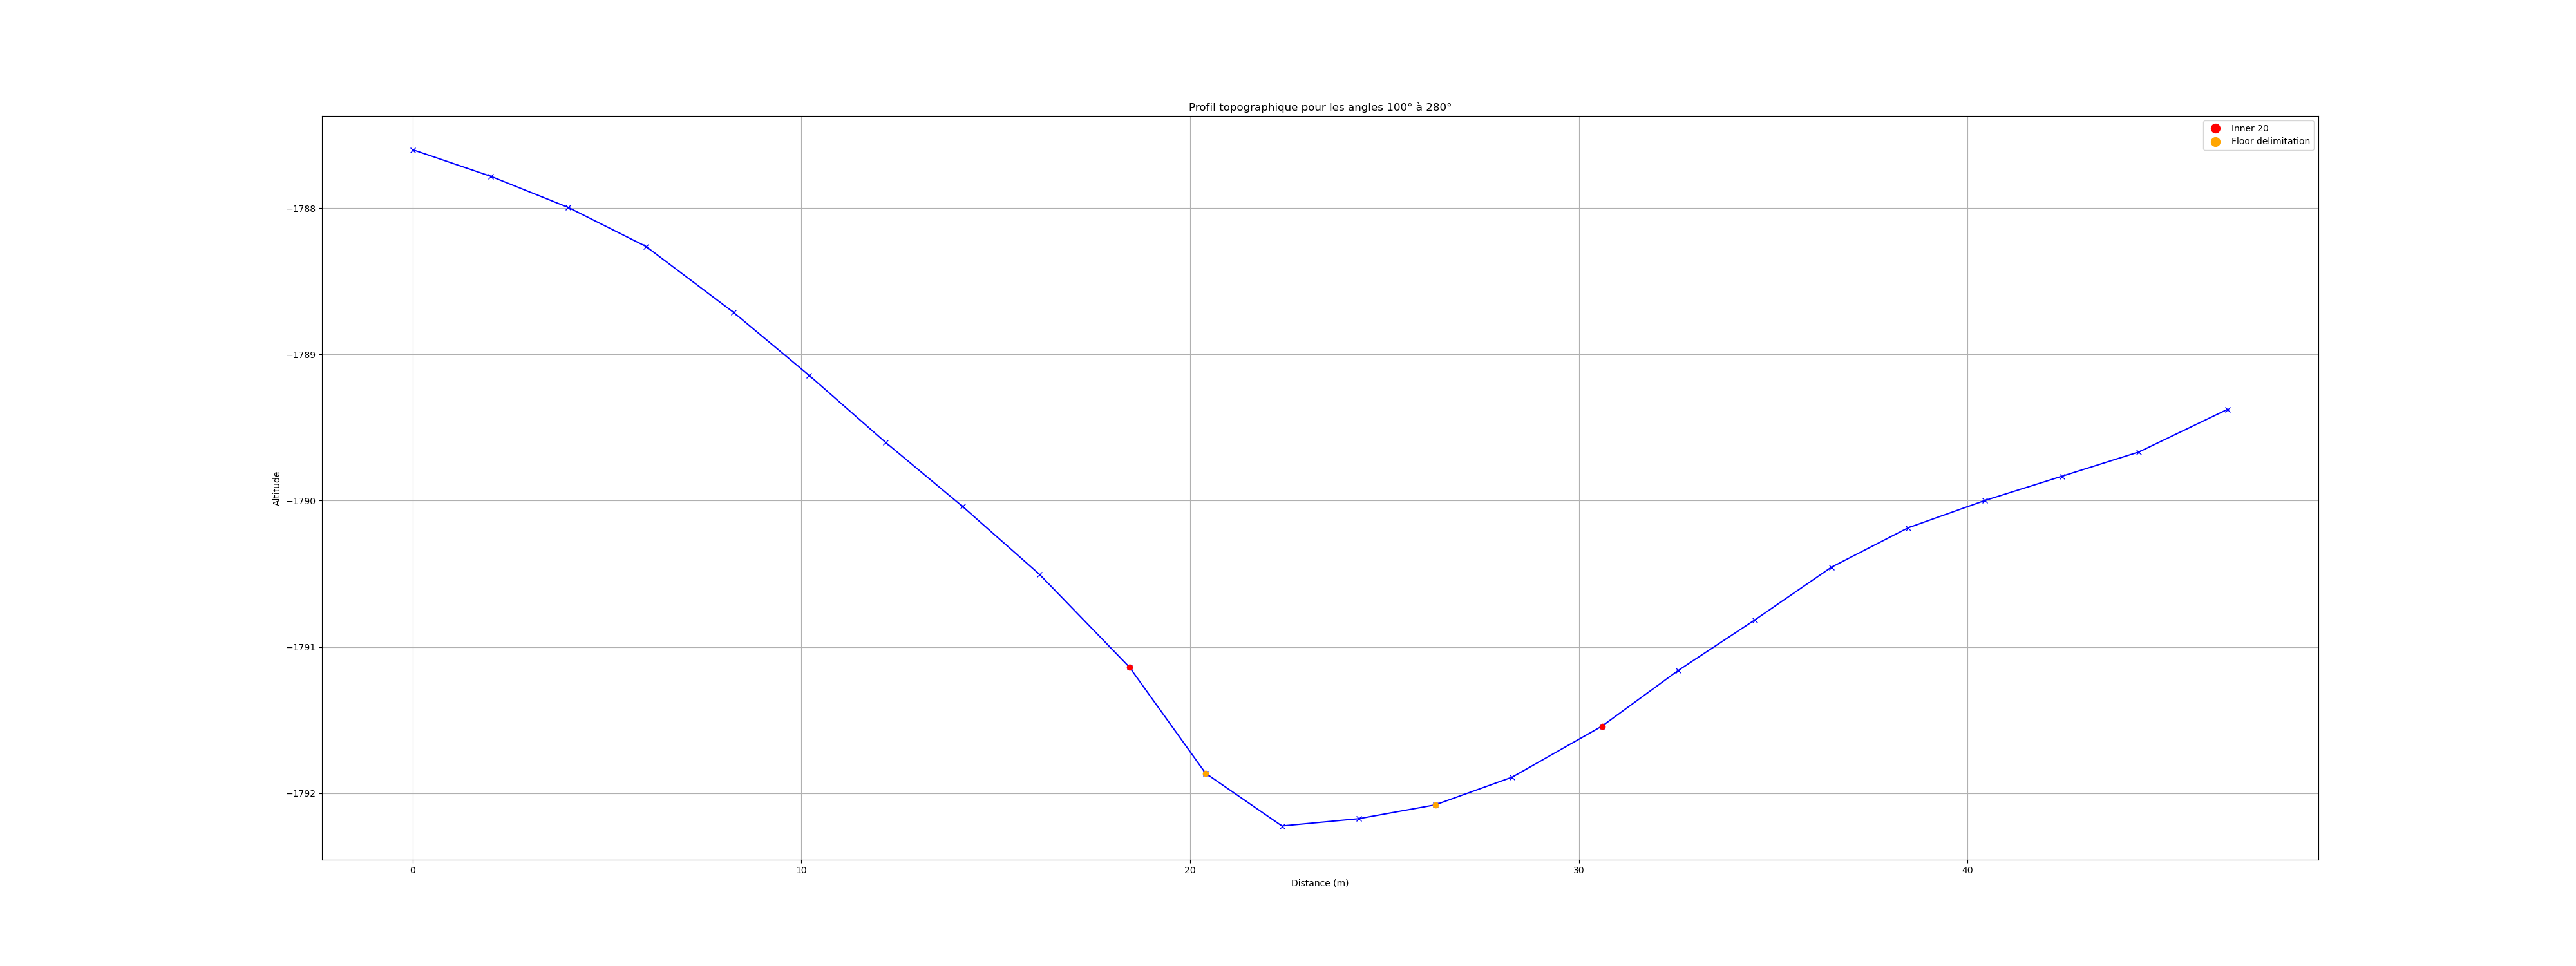 Profil topographique pour les angles 100° à 280°
Inner 20
Floor delimitation
Altitude
−1788
−1789
−1790
−1791
−1792
0
10
20
30
40
Distance (m)